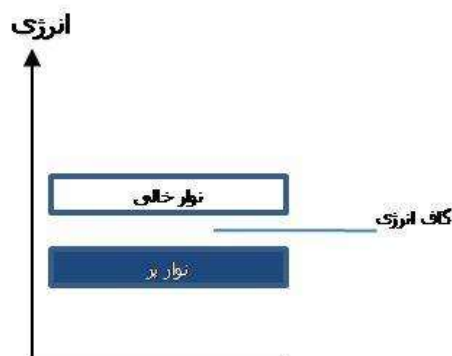 انرژی
نوار خالی
گاف انرژی
نوار پر